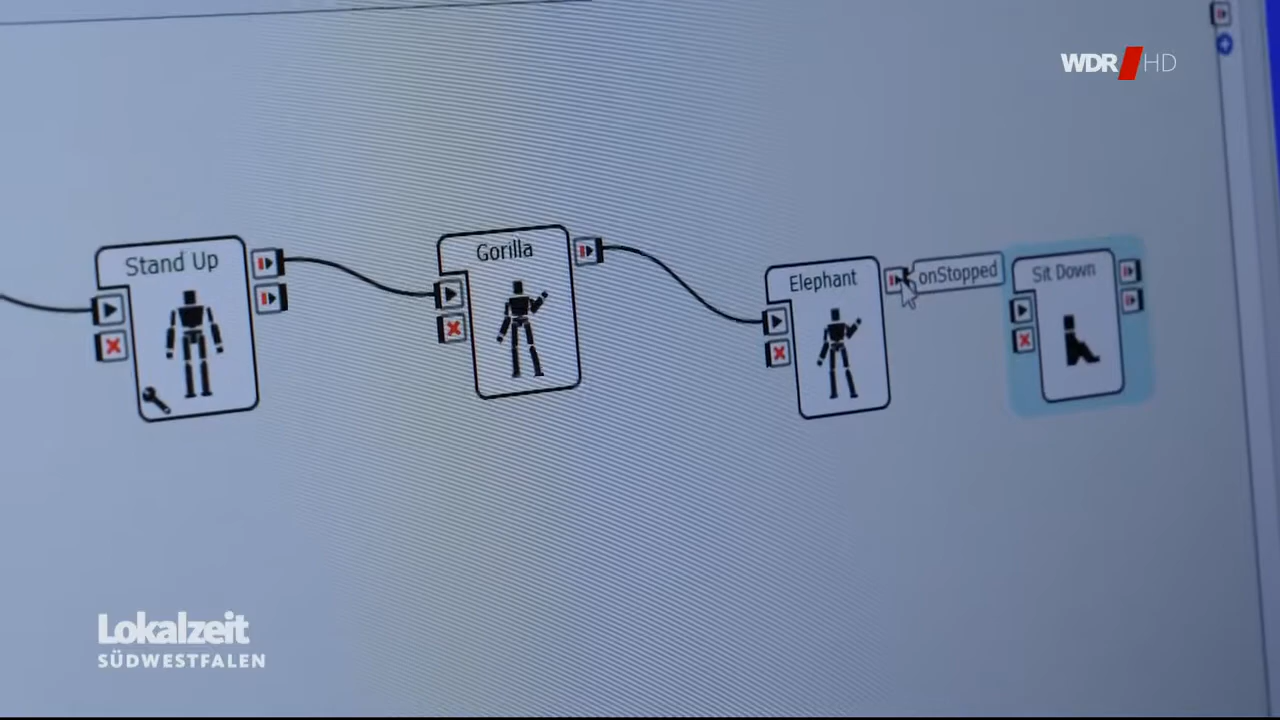 WDR HD
Stand Up
Gorilla
Elephant
onStopped
Sit Down
Lokalzeit
SÜDWESTFALEN